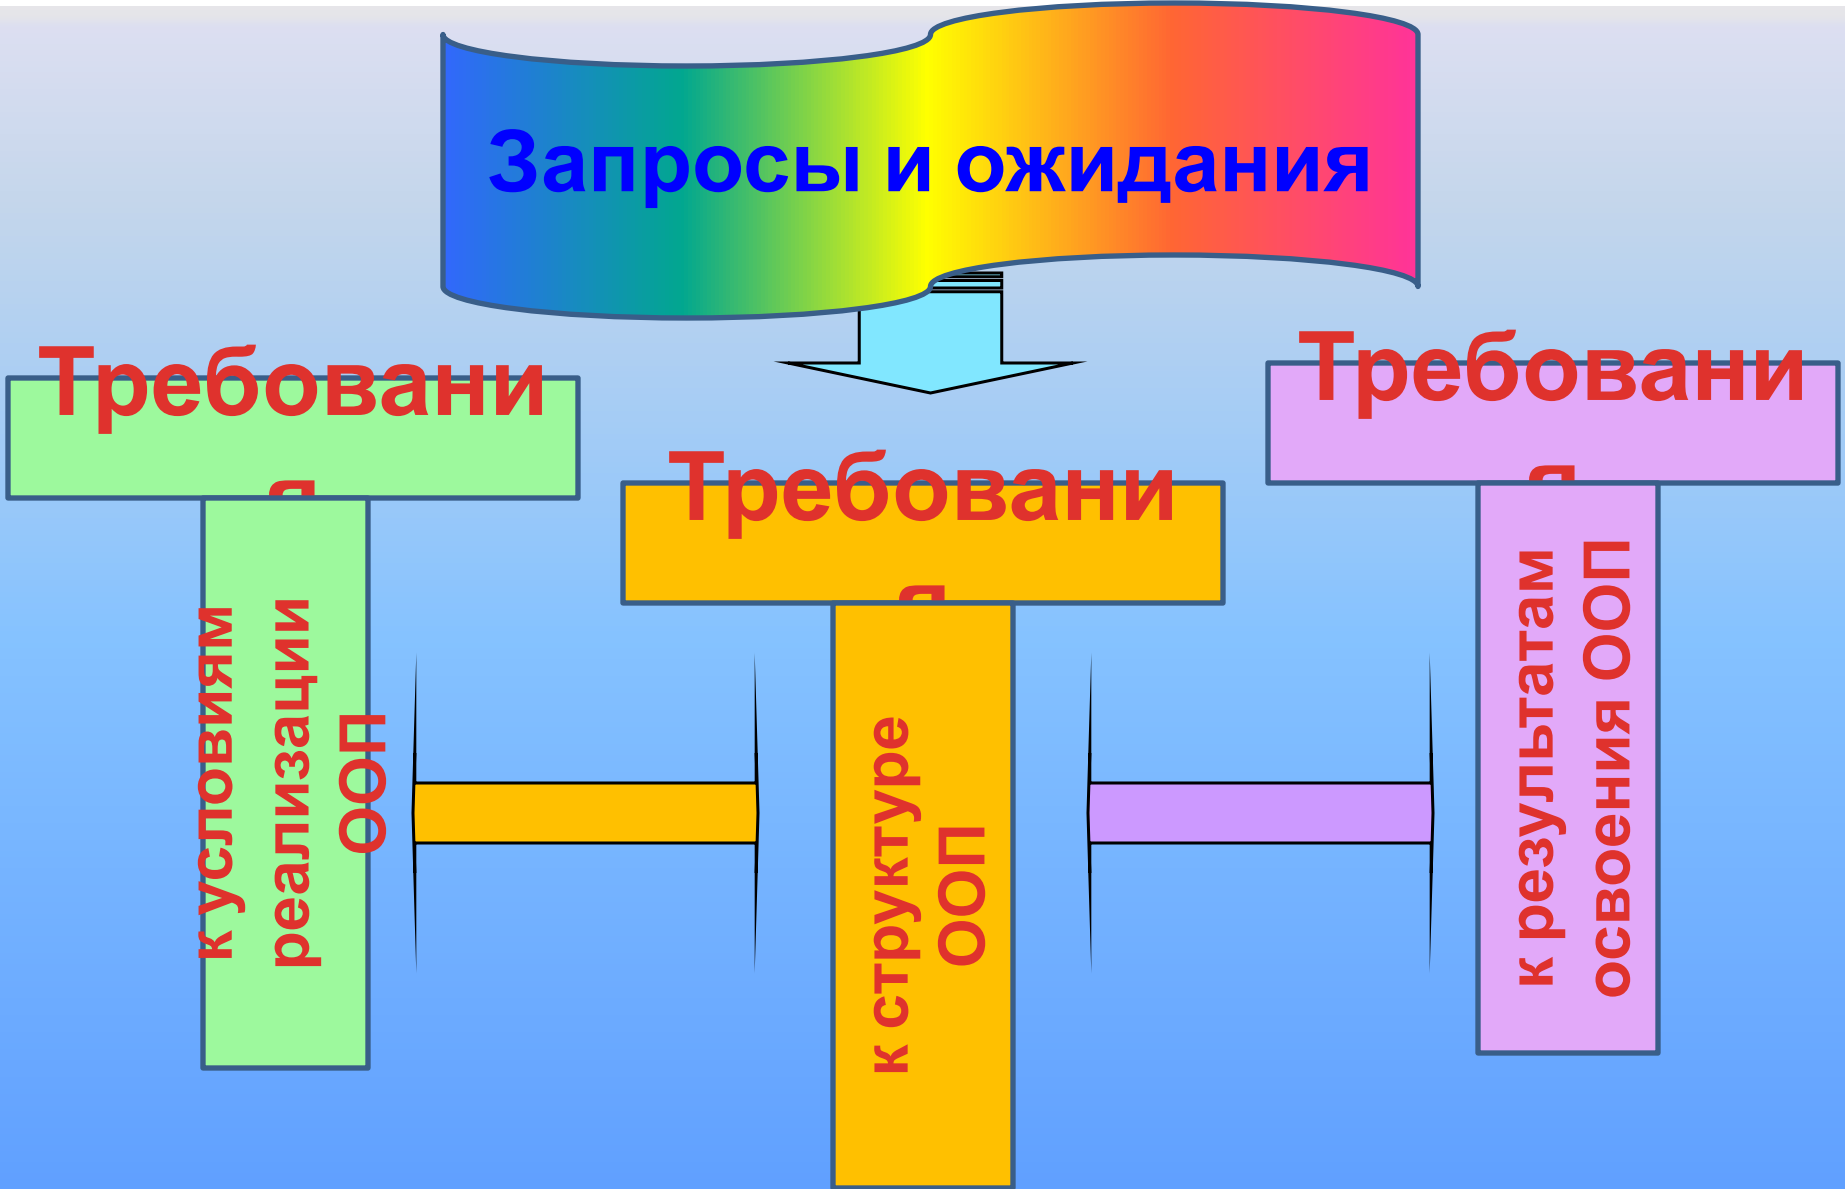 Запросы и ожидания
Требовани
я
к условиям
реализации
ООП
Требовани
я
к структуре
ООП
Требовани
я
к результатам
освоения ООП